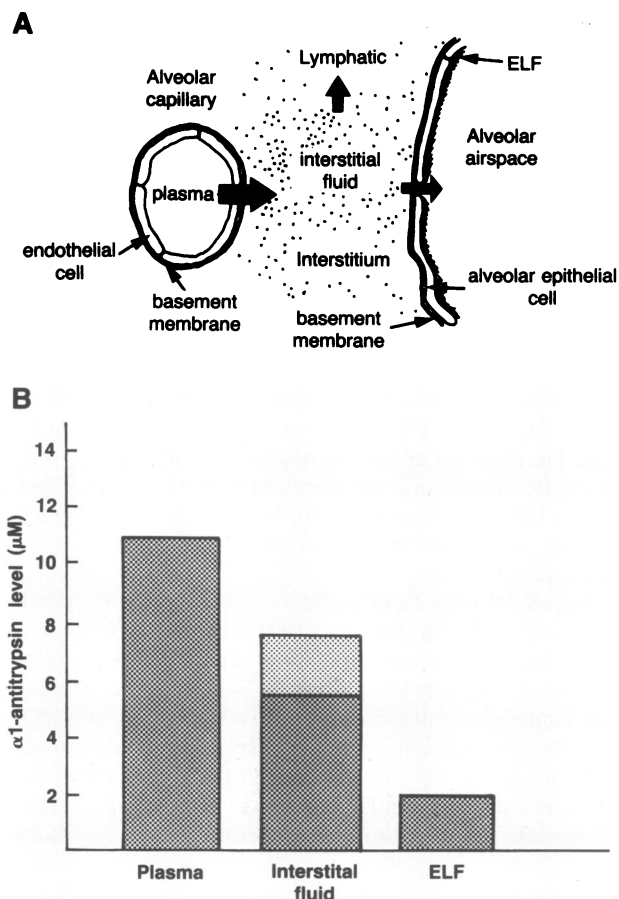 A
Lymphatic
ELF
Alveolar
capillary
Alveolar
airspace
interstitial
fluid
plasma
endothelial
cell
Interstitium
alveolar epithelial
cell
basement
membrane
basement
membrane
B
α1-antitrypsin level (μM)
14
12
10
8
6
4
2
Plasma
Interstital
fluid
ELF